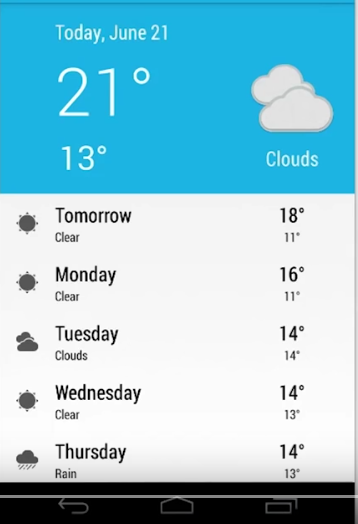 Today, June 21
21°
13°
Clouds
Tomorrow 18°
Clear 11°
Monday 16°
Clear 11°
Tuesday 14°
Clouds 14°
Wednesday 14°
Clear 13°
Thursday 14°
Rain 13°